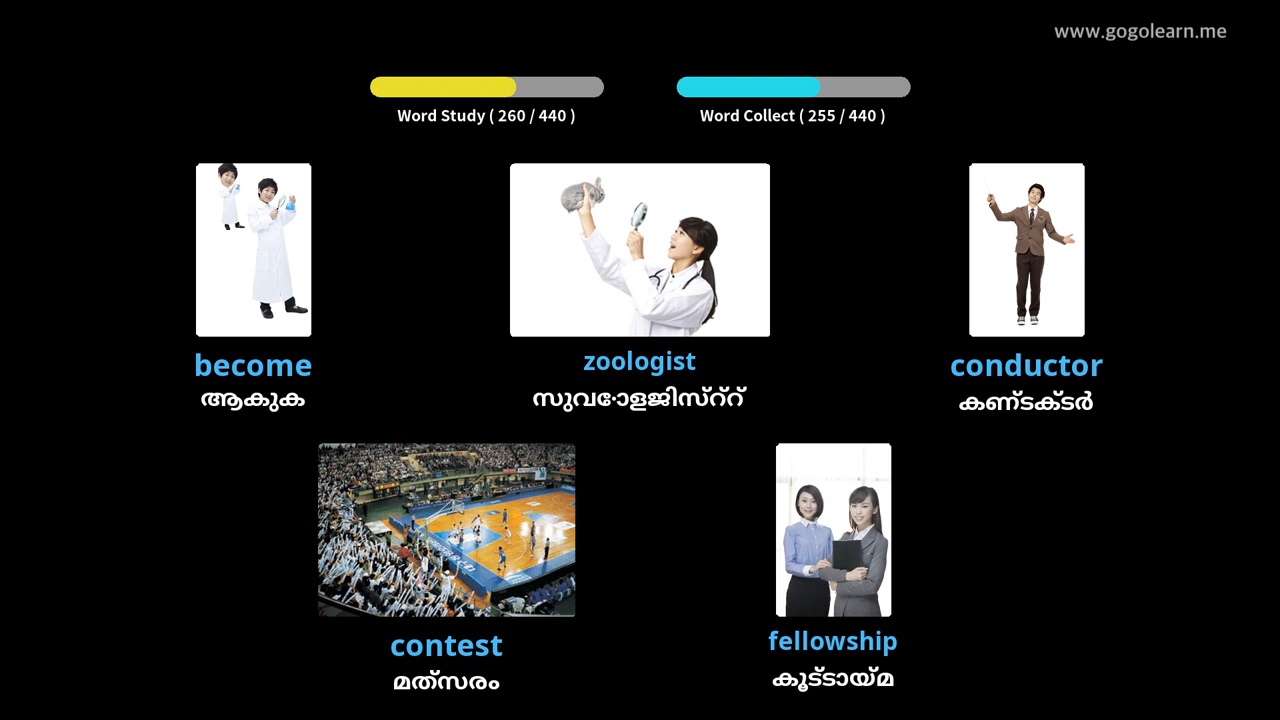 www.gogolearn.me
Word Study ( 260 / 440 )
Word Collect ( 255 / 440 )
become
ആകുക
zoologist
സുവോളജിസ്റ്റ്
conductor
കണ്ടക്ടർ
contest
മത്സരം
fellowship
കൂട്ടായ്മ